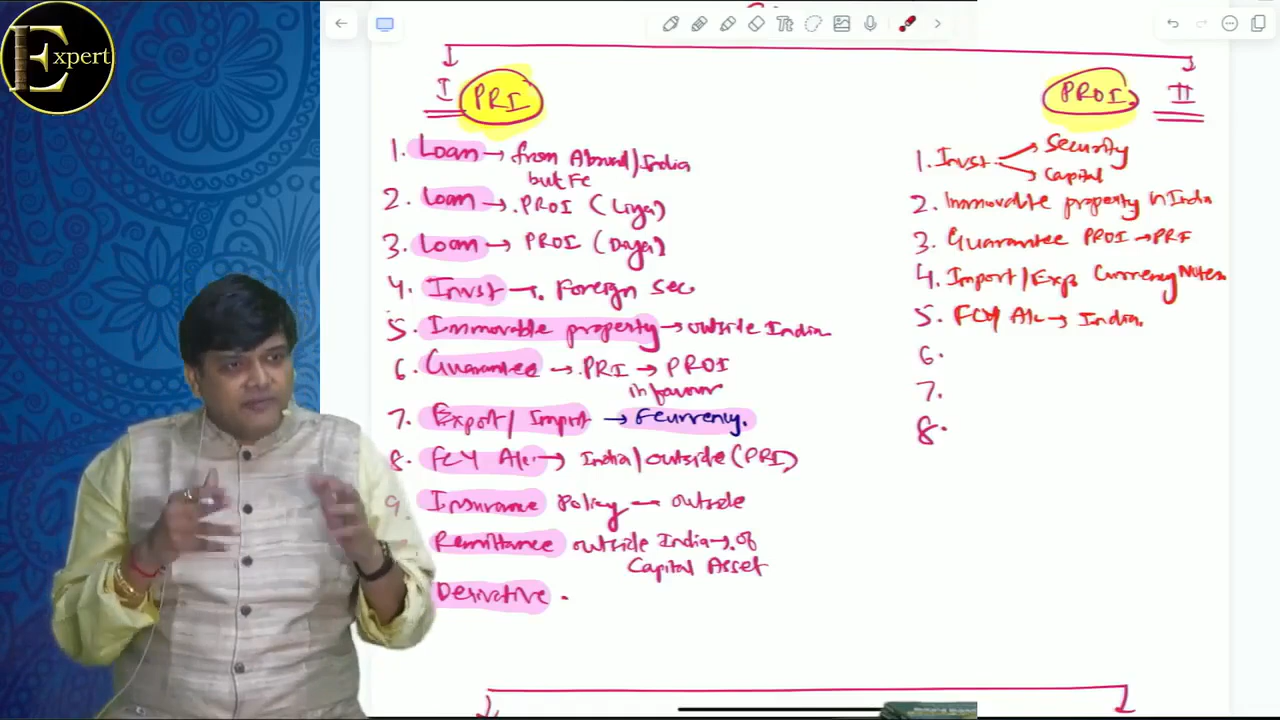 Expert
I PRI
1. Loan → from Abroad/India
but Fe
2. Loan → PROI (Liya)
3. Loan → PROI (Diya)
4. Invst → Foreign Sec
5. Immovable property → outside India
6. Guarantee → PRI → PROI
in favour
7. Export/Import → Fcurrency.
8. FCY A/c → India/outside (PRI)
9 Insurance Policy — outside
Remittance outside India → of
Capital Asset
Derivative.
PROI II
1. Invst → Security
→ Capital
2. Immovable property in India
3. Guarantee PROI → PRI
4. Import/Exp Currency Notes
5. FCY A/c → India.
6.
7.
8.